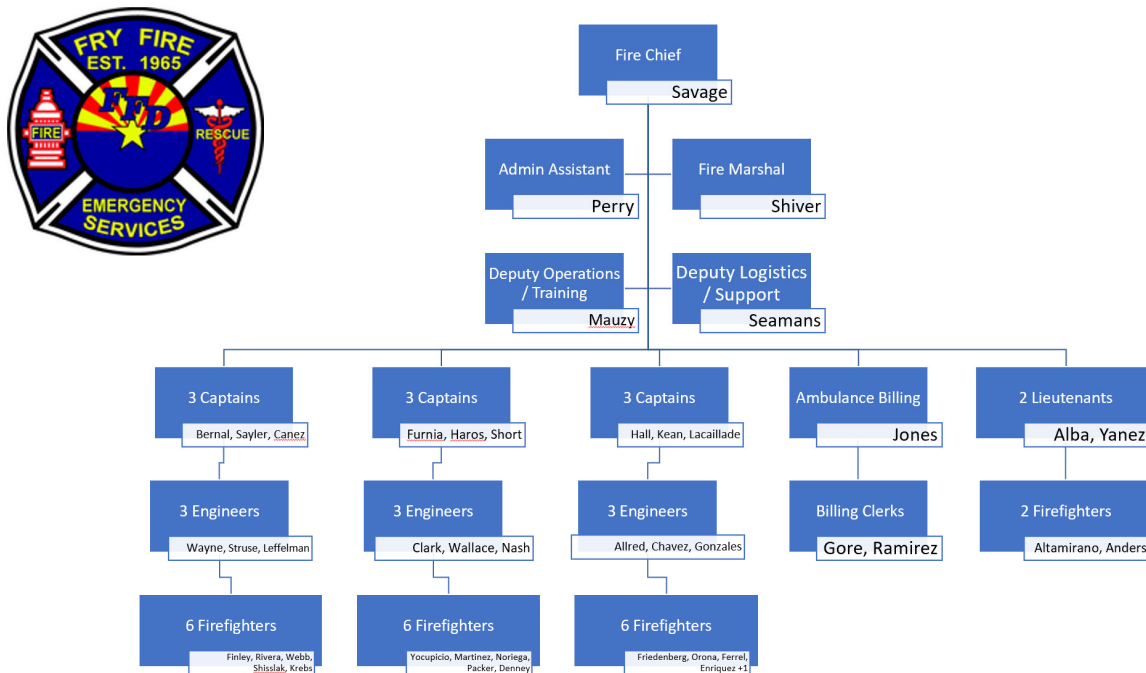 FRY FIRE
EST. 1965
FFD
FIRE
RESCUE
EMERGENCY
SERVICES
Fire Chief
Savage
Admin Assistant
Perry
Fire Marshal
Shiver
Deputy Operations
/ Training
Mauzy
Deputy Logistics
/ Support
Seamans
3 Captains
Bernal, Sayler, Canez
3 Captains
Furnia, Haros, Short
3 Captains
Hall, Kean, Lacaillade
Ambulance Billing
Jones
2 Lieutenants
Alba, Yanez
3 Engineers
Wayne, Struse, Leffelman
3 Engineers
Clark, Wallace, Nash
3 Engineers
Allred, Chavez, Gonzales
Billing Clerks
Gore, Ramirez
2 Firefighters
Altamirano, Anders
6 Firefighters
Finley, Rivera, Webb,
Shisslak, Krebs
6 Firefighters
Yocupicio, Martinez, Noriega,
Packer, Denney
6 Firefighters
Friedenberg, Orona, Ferrel,
Enriquez +1